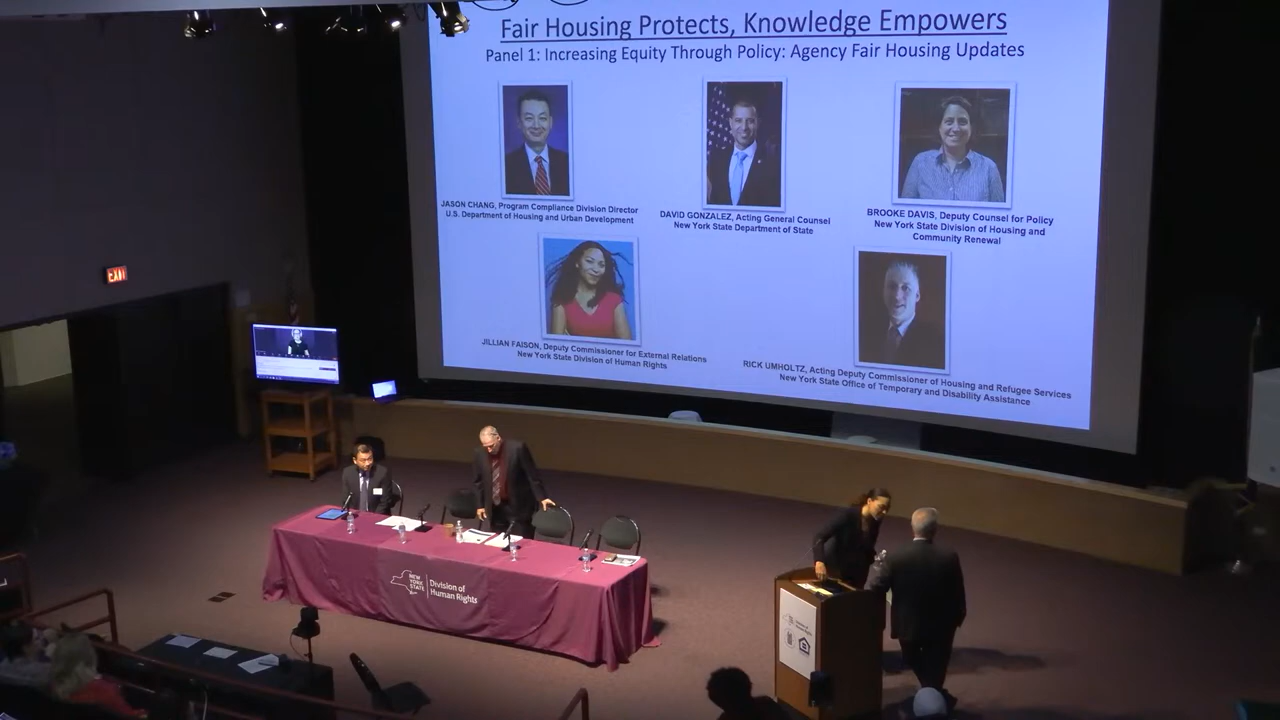 Fair Housing Protects, Knowledge Empowers
Panel 1: Increasing Equity Through Policy: Agency Fair Housing Updates
JASON CHANG, Program Compliance Division Director
U.S. Department of Housing and Urban Development
DAVID GONZALEZ, Acting General Counsel
New York State Department of State
BROOKE DAVIS, Deputy Counsel for Policy
New York State Division of Housing and
Community Renewal
JILLIAN FAISON, Deputy Commissioner for External Relations
New York State Division of Human Rights
RICK UMHOLTZ, Acting Deputy Commissioner of Housing and Refugee Services
New York State Office of Temporary and Disability Assistance
EXIT
NEW
YORK
STATE
Division of
Human Rights